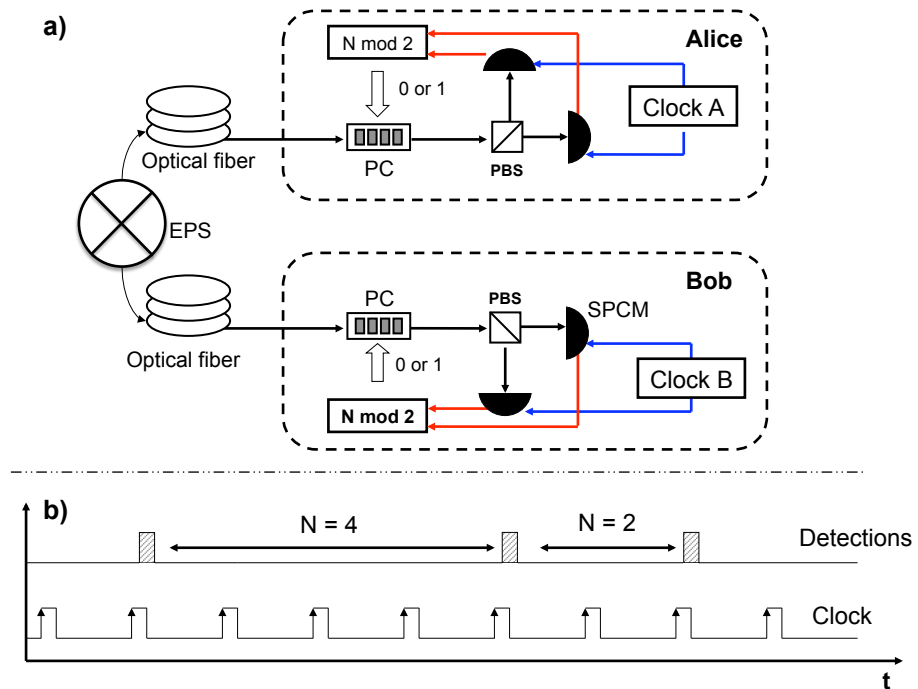 a)
Alice
N mod 2
0 or 1
Clock A
Optical fiber
PC
PBS
EPS
Bob
PC
PBS
SPCM
Optical fiber
0 or 1
Clock B
N mod 2
b)
N = 4
N = 2
Detections
Clock
t